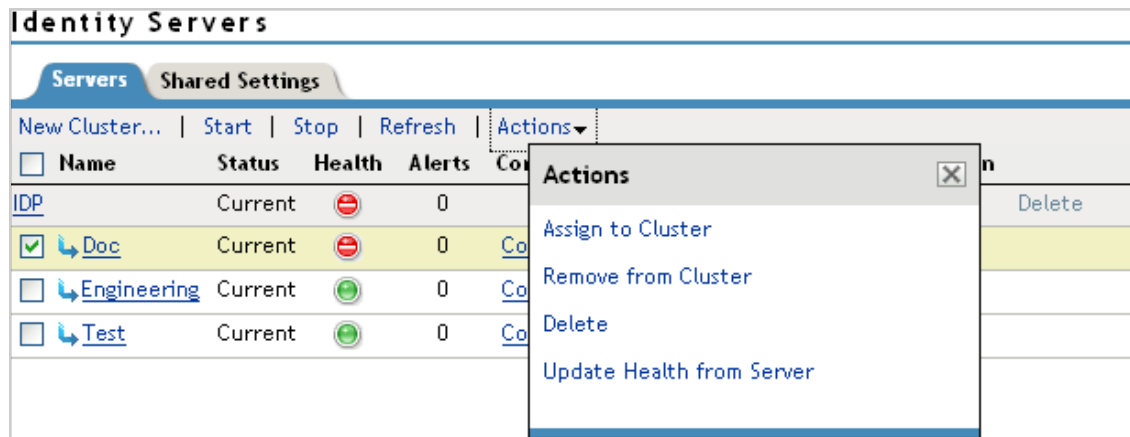 Identity Servers
Servers Shared Settings
New Cluster... | Start | Stop | Refresh | Actions
Name Status Health Alerts
IDP Current 0 Delete
Doc Current 0
Engineering Current 0
Test Current 0
Actions
Assign to Cluster
Remove from Cluster
Delete
Update Health from Server